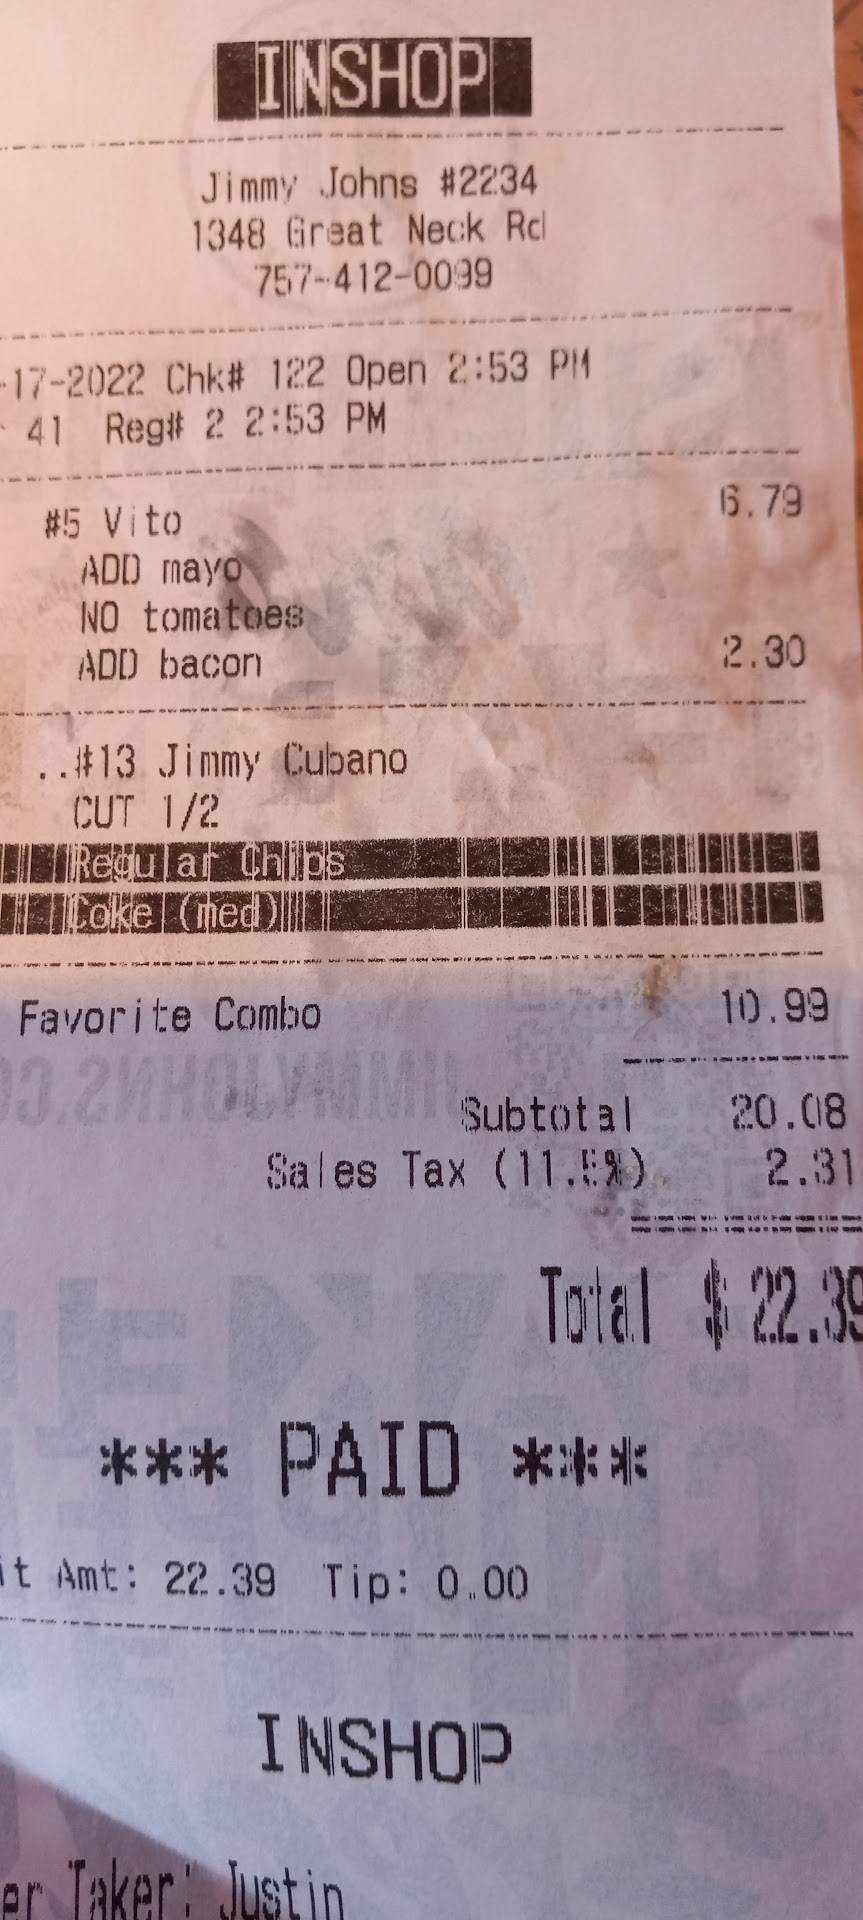 INSHOP
Jimmy Johns #2234
1348 Great Neck Rd
757-412-0099
-17-2022 Chk# 122 Open 2:53 PM
41 Reg# 2 2:53 PM
#5 Vito 6.79
ADD mayo
NO tomatoes
ADD bacon 2.30
..#13 Jimmy Cubano
CUT 1/2
Regular Chips
Coke (med)
Favorite Combo 10.99
Subtotal 20.08
Sales Tax (11.5%) 2.31
Total $22.39
*** PAID ***
it Amt: 22.39 Tip: 0.00
INSHOP
er Taker: Justin